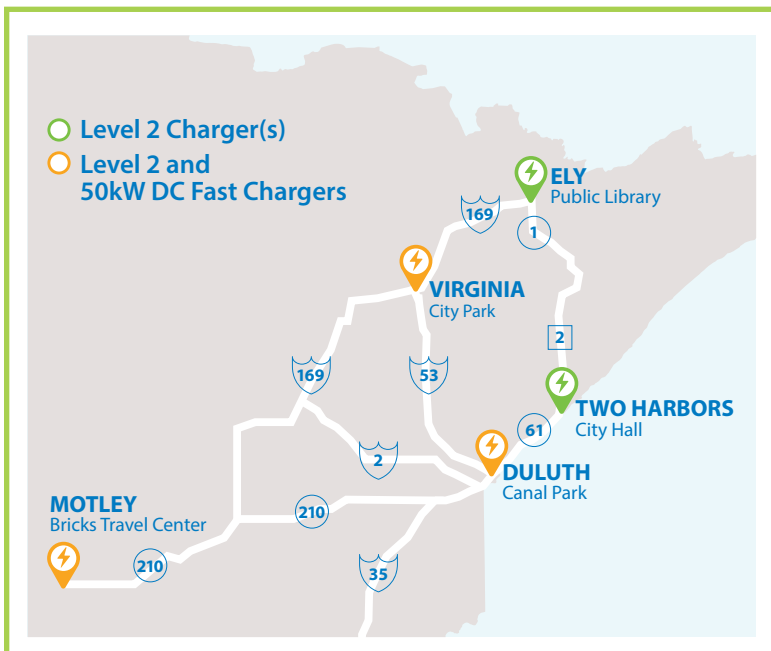 Level 2 Charger(s)
Level 2 and
50kW DC Fast Chargers
ELY
Public Library
169
1
VIRGINIA
City Park
2
169
53
TWO HARBORS
City Hall
61
2
DULUTH
Canal Park
MOTLEY
Bricks Travel Center
210
210
35